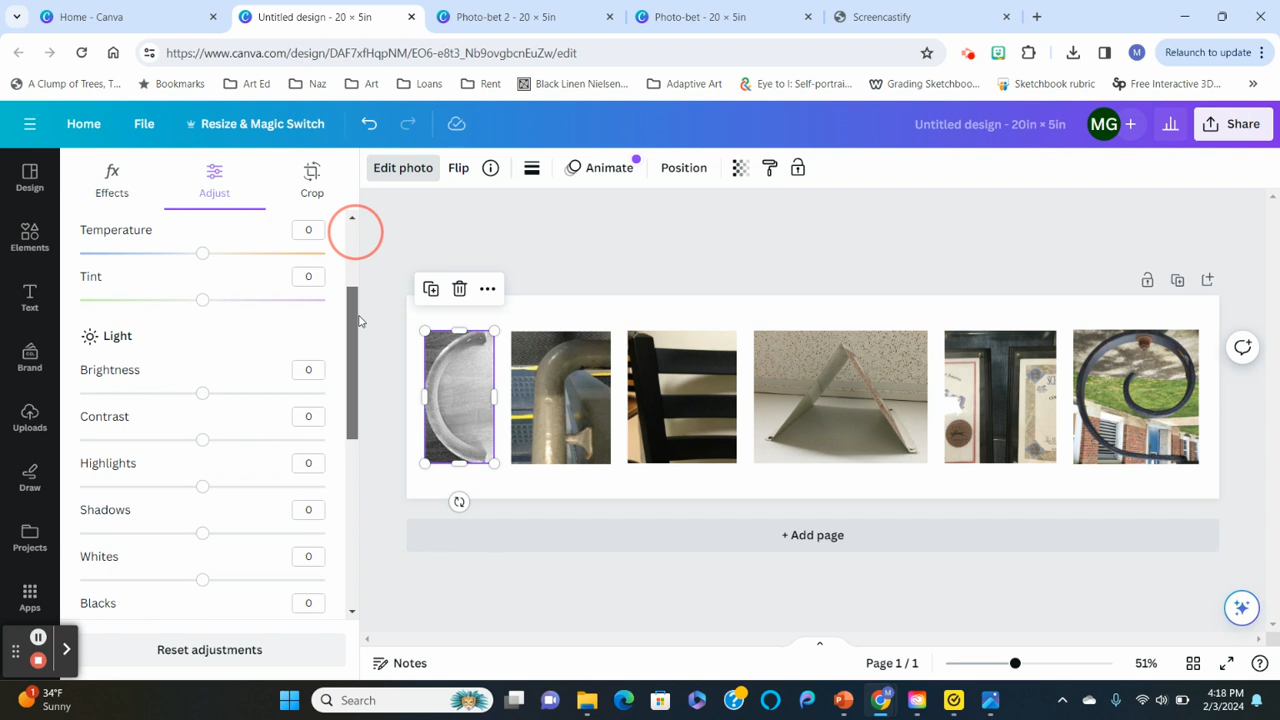 Home - Canva
Untitled design - 20 × 5in
Photo-bet 2 - 20 × 5in
Photo-bet - 20 × 5in
Screencastify
https://www.canva.com/design/DAF7xfHqpNM/EO6-e8t3_Nb9ovgbcnEuZw/edit
M
Relaunch to update
A Clump of Trees, T...
Bookmarks
Art Ed
Naz
Art
Loans
Rent
Black Linen Nielsen...
Adaptive Art
Eye to I: Self-portrai...
Grading Sketchboo...
Sketchbook rubric
Free Interactive 3D...
Home
File
Resize & Magic Switch
Untitled design - 20in × 5in
MG
Share
Design
Elements
Text
Brand
Uploads
Draw
Projects
Apps
Effects
Adjust
Crop
Temperature 0
Tint 0
Light
Brightness 0
Contrast 0
Highlights 0
Shadows 0
Whites 0
Blacks 0
Reset adjustments
Edit photo
Flip
Animate
Position
+ Add page
Notes
Page 1 / 1
51%
1
34°F
Sunny
Search
4:18 PM
2/3/2024